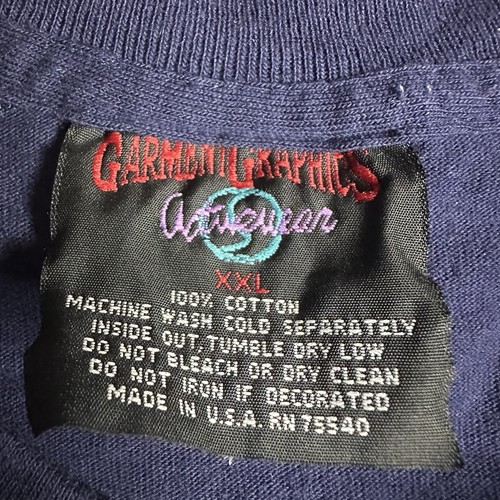 GARMENT GRAPHICS
Activewear
XXL
100% COTTON
MACHINE WASH COLD SEPARATELY
INSIDE OUT, TUMBLE DRY LOW
DO NOT BLEACH OR DRY CLEAN
DO NOT IRON IF DECORATED
MADE IN U.S.A. RN 75540